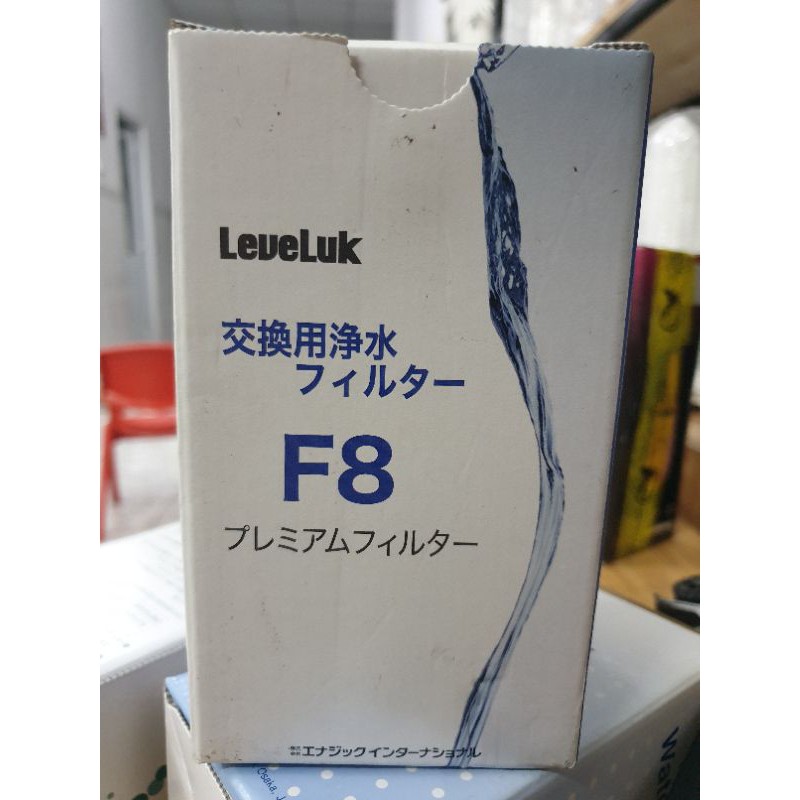 LeveLuk
交換用浄水
フィルター
F8
プレミアムフィルター
株式会社エナジックインターナショナル
Osaka, J
Wat